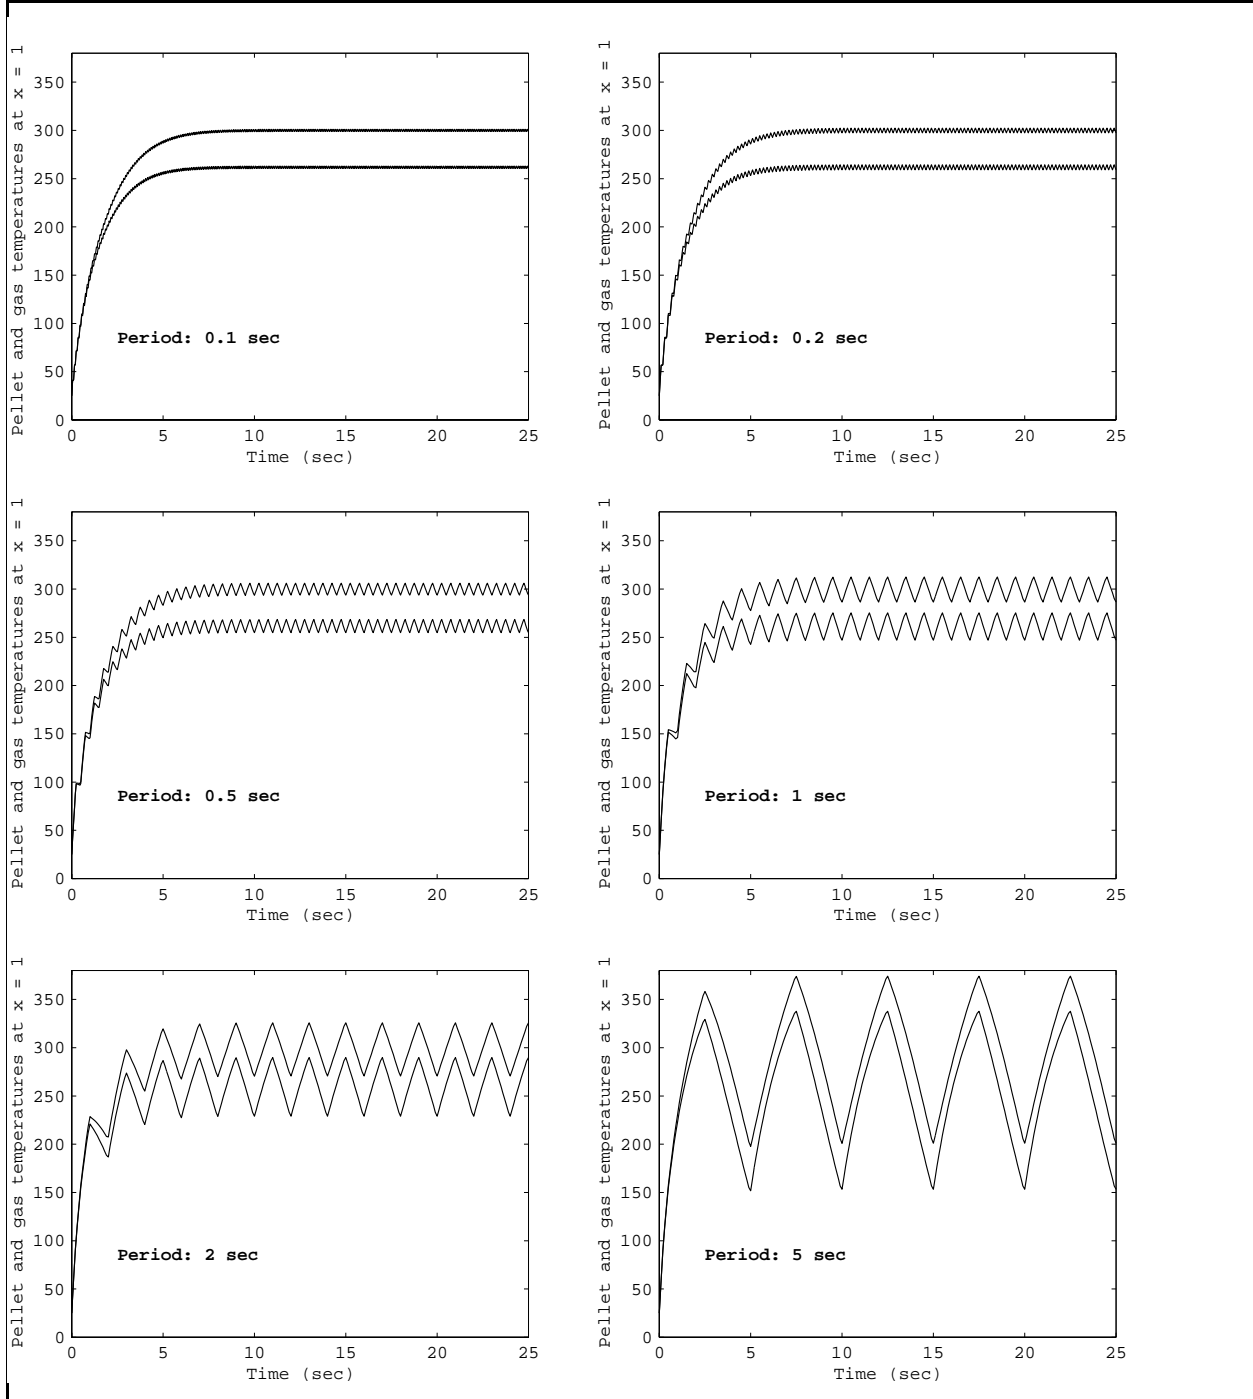 Pellet and gas temperatures at x = 1
350
300
250
200
150
100
50
0
Period: 0.1 sec
0 5 10 15 20 25
Time (sec)
Pellet and gas temperatures at x = 1
350
300
250
200
150
100
50
0
Period: 0.2 sec
0 5 10 15 20 25
Time (sec)
Pellet and gas temperatures at x = 1
350
300
250
200
150
100
50
0
Period: 0.5 sec
0 5 10 15 20 25
Time (sec)
Pellet and gas temperatures at x = 1
350
300
250
200
150
100
50
0
Period: 1 sec
0 5 10 15 20 25
Time (sec)
Pellet and gas temperatures at x = 1
350
300
250
200
150
100
50
0
Period: 2 sec
0 5 10 15 20 25
Time (sec)
Pellet and gas temperatures at x = 1
350
300
250
200
150
100
50
0
Period: 5 sec
0 5 10 15 20 25
Time (sec)